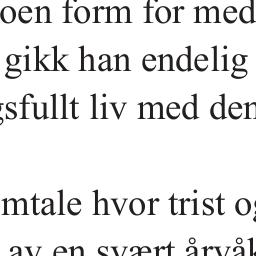 oen form for med
gikk han endelig
gsfullt liv med den
mtale hvor trist og
av en svært årvåk